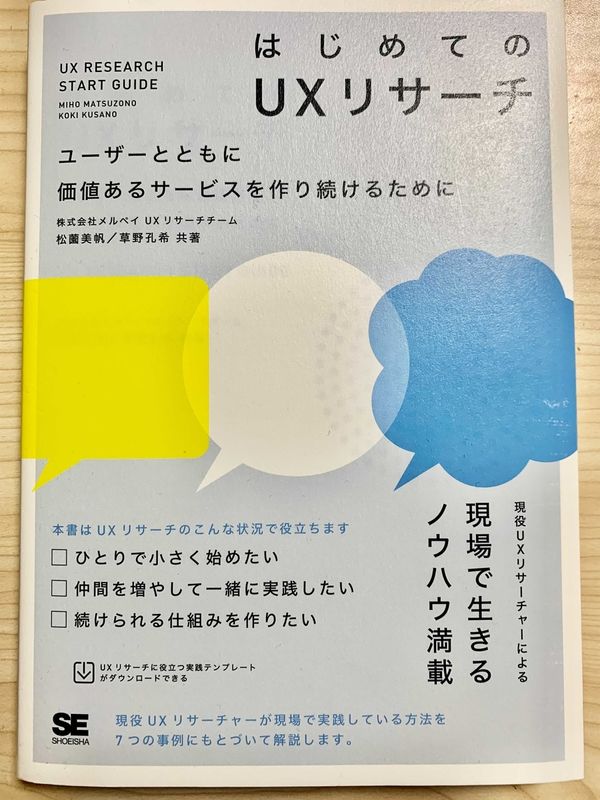 はじめての
UXリサーチ
UX RESEARCH
START GUIDE
MIHO MATSUZONO
KOKI KUSANO
ユーザーとともに
価値あるサービスを作り続けるために
株式会社メルペイ UXリサーチチーム
松薗美帆／草野孔希 共著
現役UXリサーチャーによる
現場で生きる
ノウハウ満載
本書はUXリサーチのこんな状況で役立ちます
□ ひとりで小さく始めたい
□ 仲間を増やして一緒に実践したい
□ 続けられる仕組みを作りたい
UXリサーチに役立つ実践テンプレート
がダウンロードできる
SE
SHOEISHA
現役UXリサーチャーが現場で実践している方法を
7つの事例にもとづいて解説します。